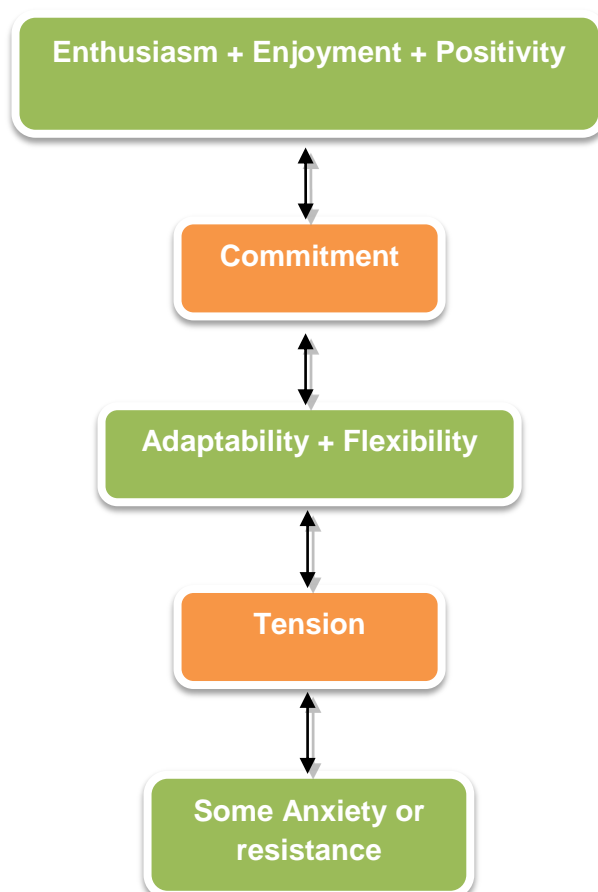 Enthusiasm + Enjoyment + Positivity
Commitment
Adaptability + Flexibility
Tension
Some Anxiety or
resistance